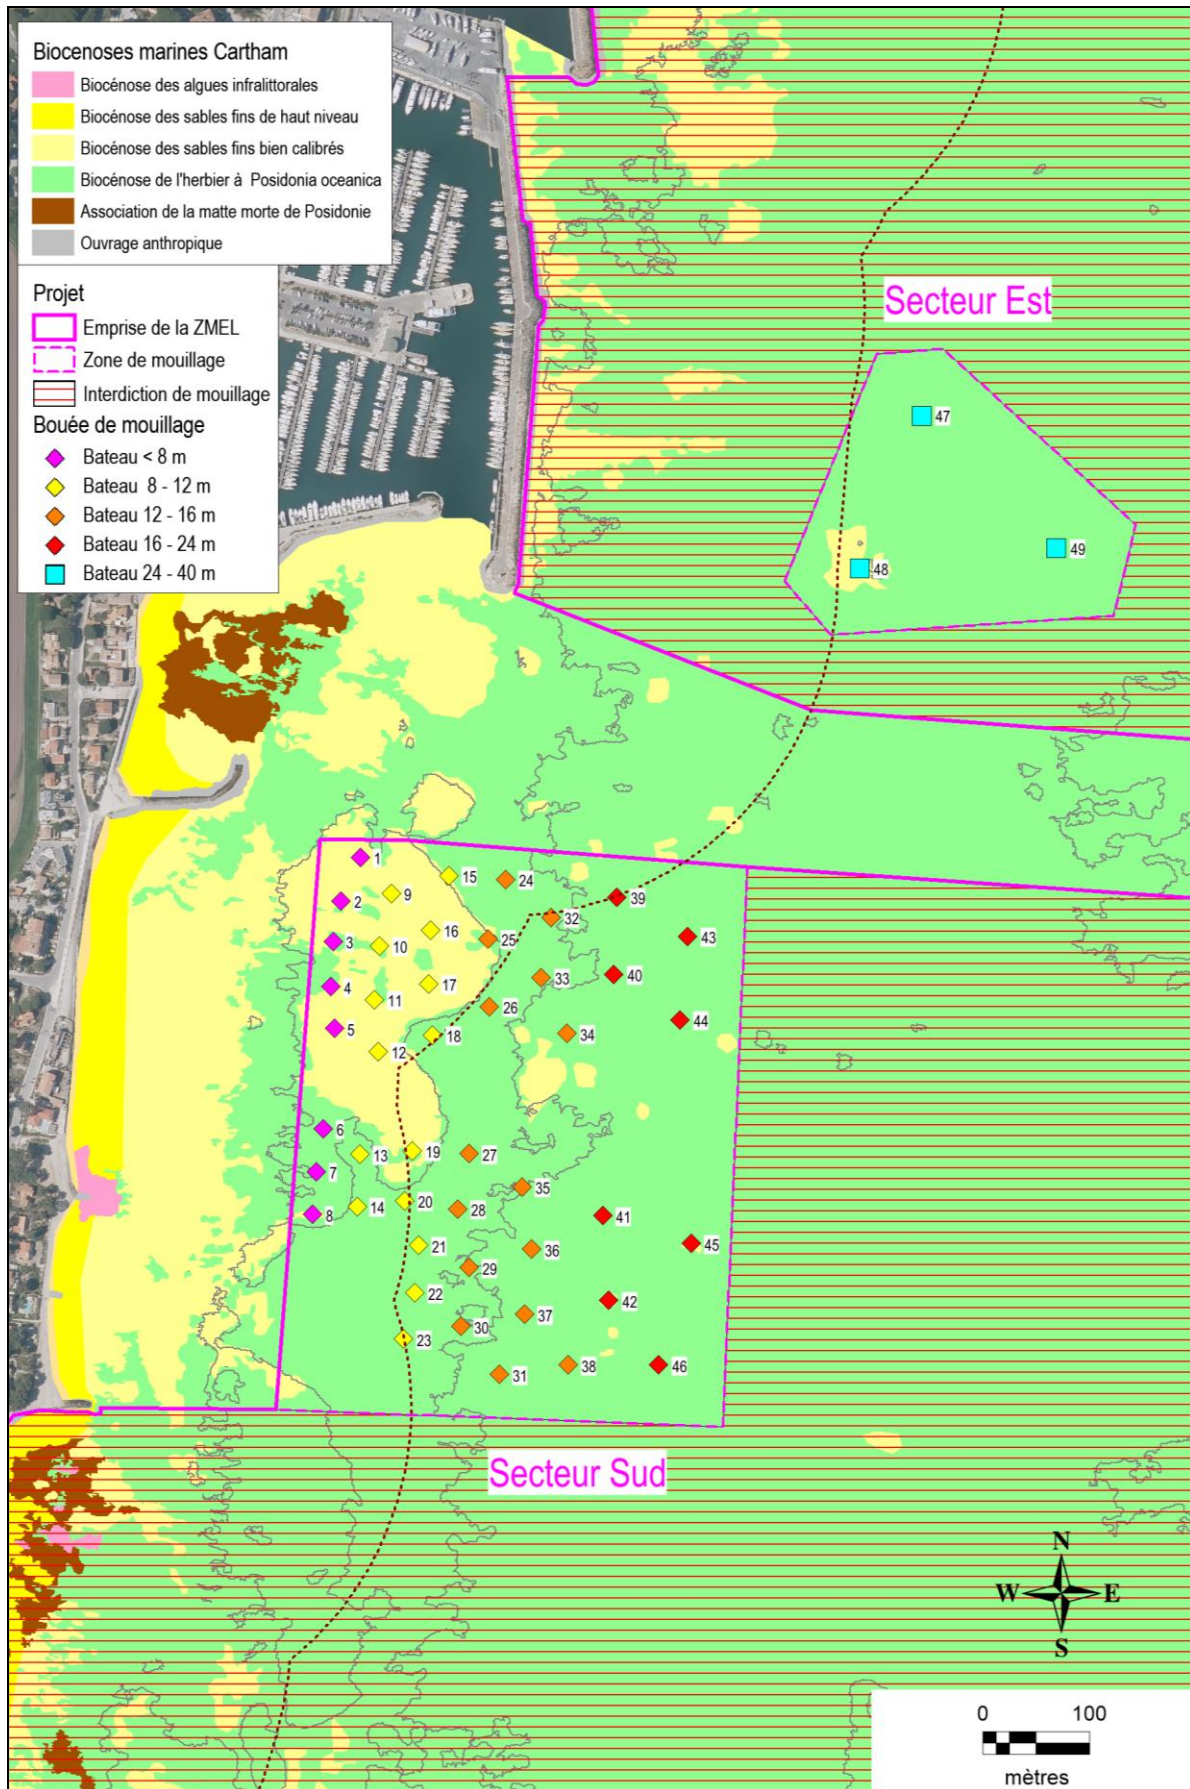 Biocenoses marines Cartham
Biocénose des algues infralittorales
Biocénose des sables fins de haut niveau
Biocénose des sables fins bien calibrés
Biocénose de l'herbier à Posidonia oceanica
Association de la matte morte de Posidonie
Ouvrage anthropique
Projet
Emprise de la ZMEL
Zone de mouillage
Interdiction de mouillage
Bouée de mouillage
Bateau < 8 m
Bateau 8 - 12 m
Bateau 12 - 16 m
Bateau 16 - 24 m
Bateau 24 - 40 m
Secteur Est
47
49
48
1
15
24
2
9
39
32
16
25
43
3
10
40
33
4
17
11
26
44
5
18
34
12
6
19
27
13
7
35
20
14
28
8
41
21
36
45
29
22
42
37
30
23
38
46
31
Secteur Sud
N
W
E
S
0 100
mètres